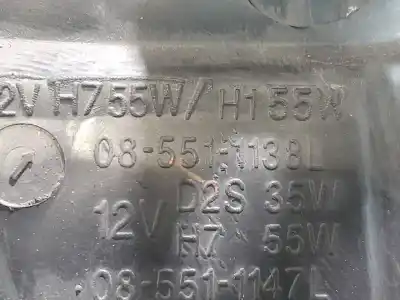 2V H7 55W/ H1 55W
08-551-1138L
D2S 35W
12V
H7 55W
08-551-1147L